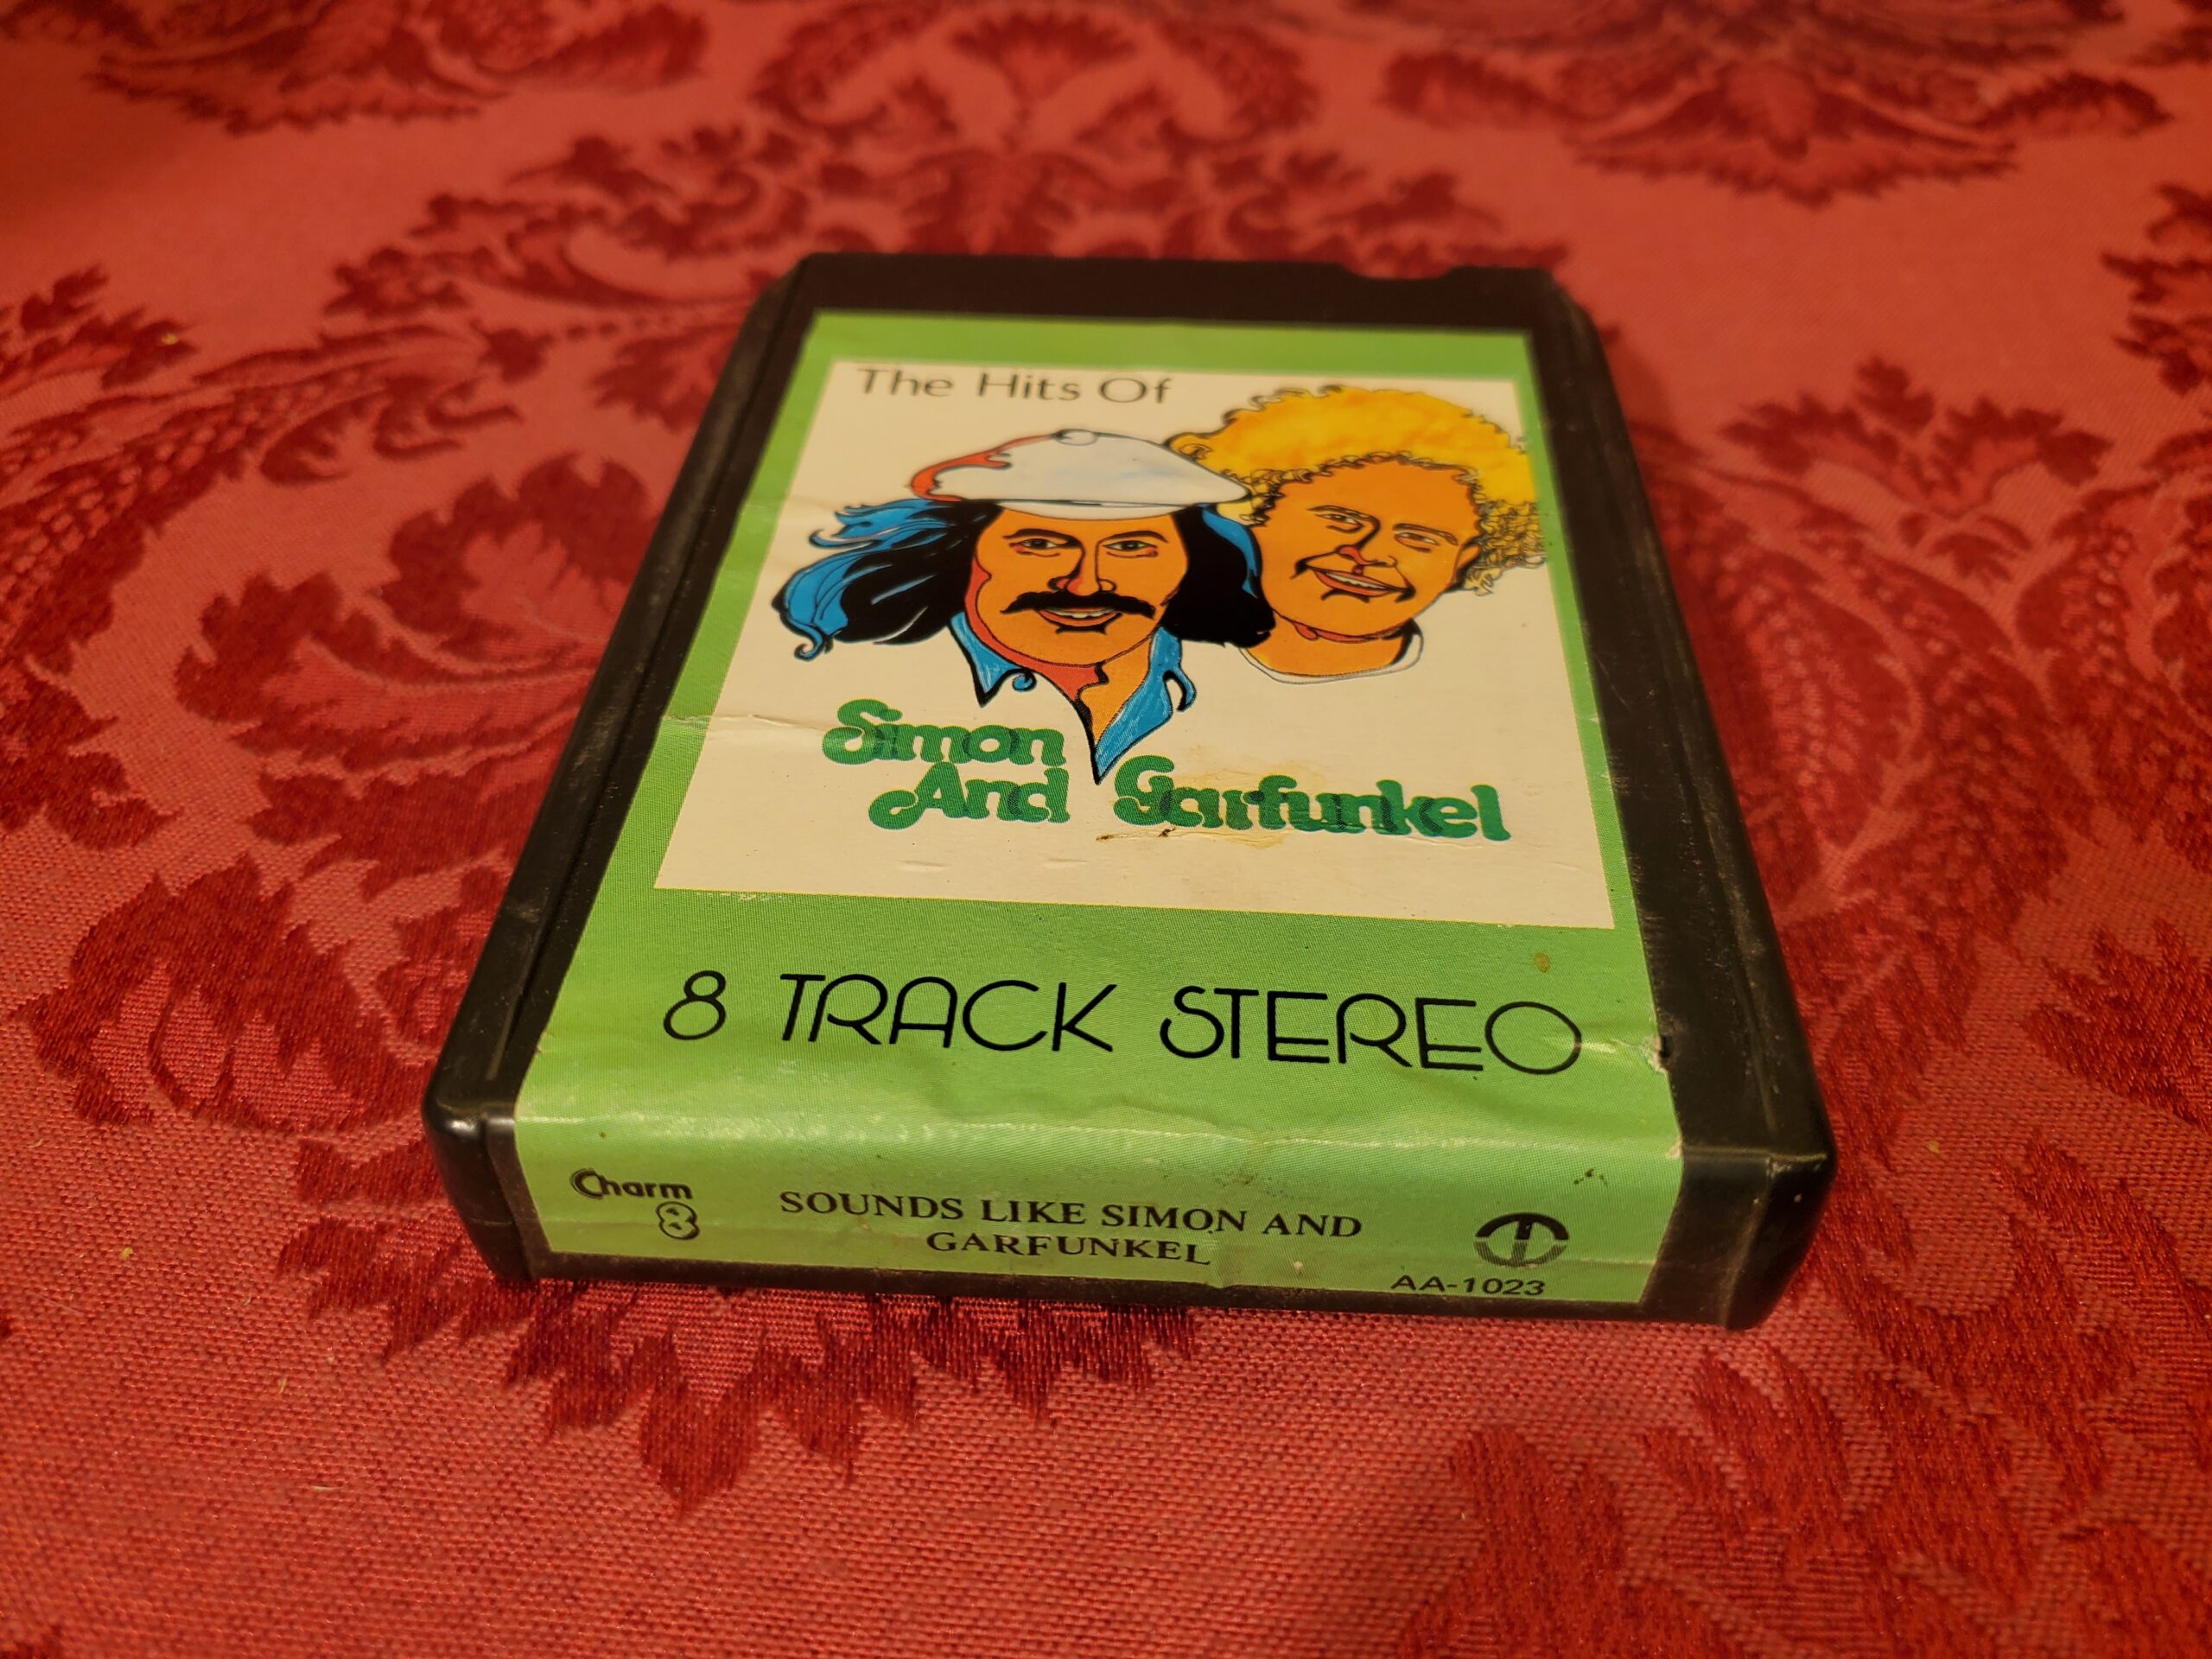 The Hits Of
Simon
And Garfunkel
8 TRACK STEREO
Charm
8
SOUNDS LIKE SIMON AND
GARFUNKEL
AA-1023